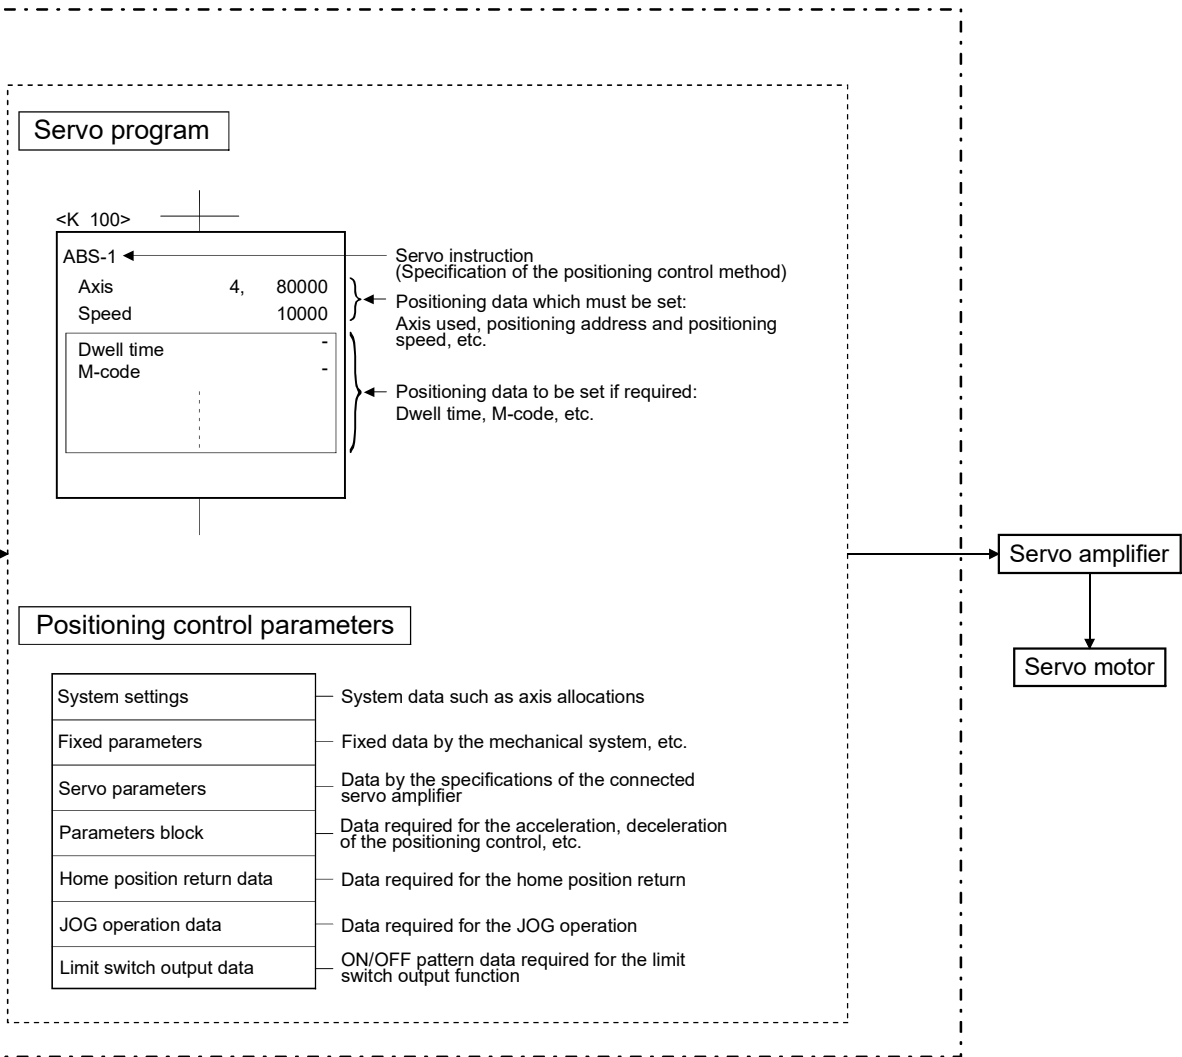 Servo program
<K 100>
ABS-1
Servo instruction
(Specification of the positioning control method)
Axis 4, 80000
Speed 10000
Positioning data which must be set:
Axis used, positioning address and positioning
speed, etc.
Dwell time -
M-code -
Positioning data to be set if required:
Dwell time, M-code, etc.
Servo amplifier
Servo motor
Positioning control parameters
System settings
System data such as axis allocations
Fixed parameters
Fixed data by the mechanical system, etc.
Servo parameters
Data by the specifications of the connected
servo amplifier
Parameters block
Data required for the acceleration, deceleration
of the positioning control, etc.
Home position return data
Data required for the home position return
JOG operation data
Data required for the JOG operation
Limit switch output data
ON/OFF pattern data required for the limit
switch output function